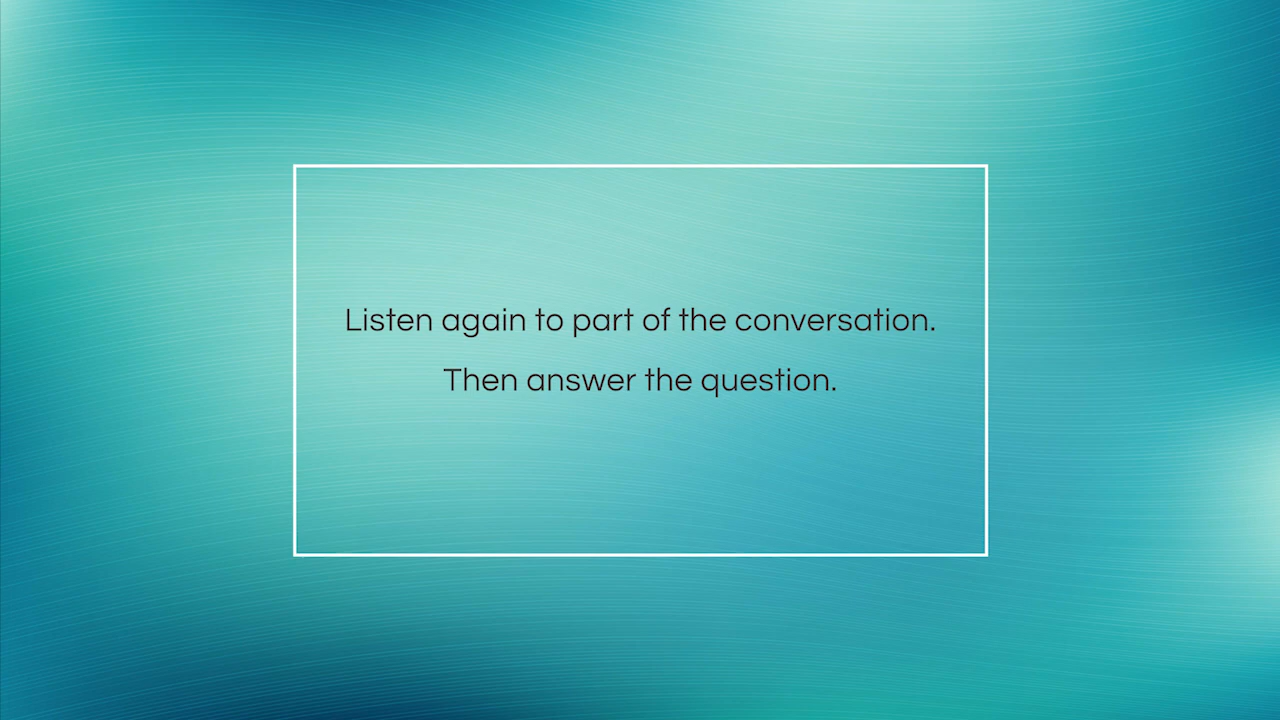 Listen again to part of the conversation.
Then answer the question.